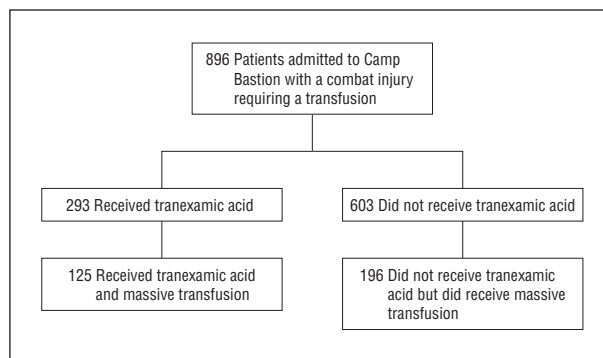 896 Patients admitted to Camp
Bastion with a combat injury
requiring a transfusion
293 Received tranexamic acid
603 Did not receive tranexamic acid
125 Received tranexamic acid
and massive transfusion
196 Did not receive tranexamic
acid but did receive massive
transfusion